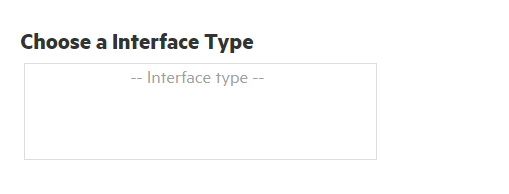 Choose a Interface Type
-- Interface type --